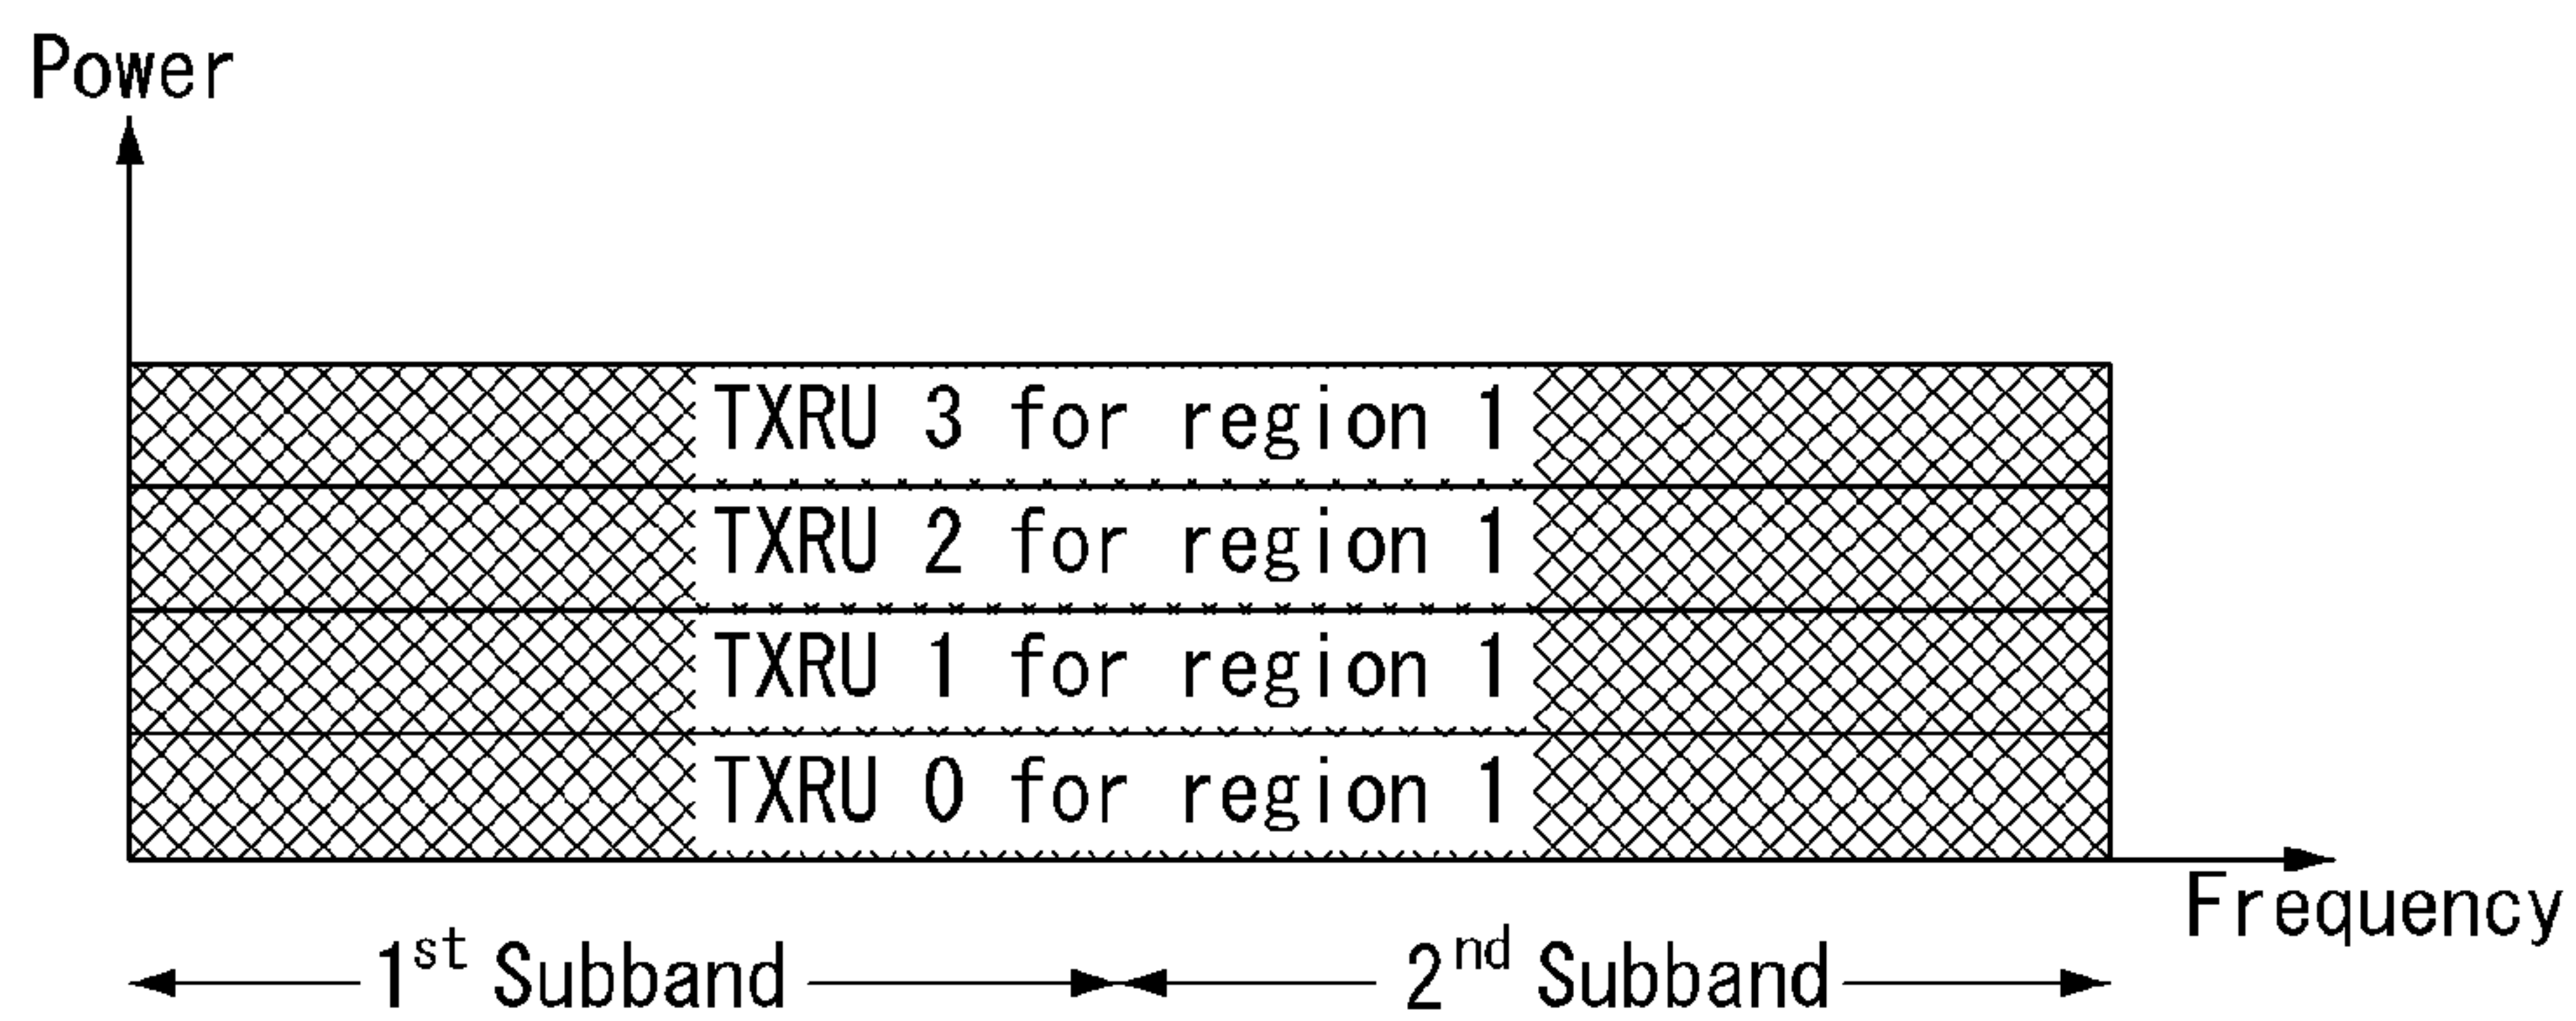 Power
TXRU 3 for region 1
TXRU 2 for region 1
TXRU 1 for region 1
TXRU 0 for region 1
Frequency
1st Subband
2nd Subband